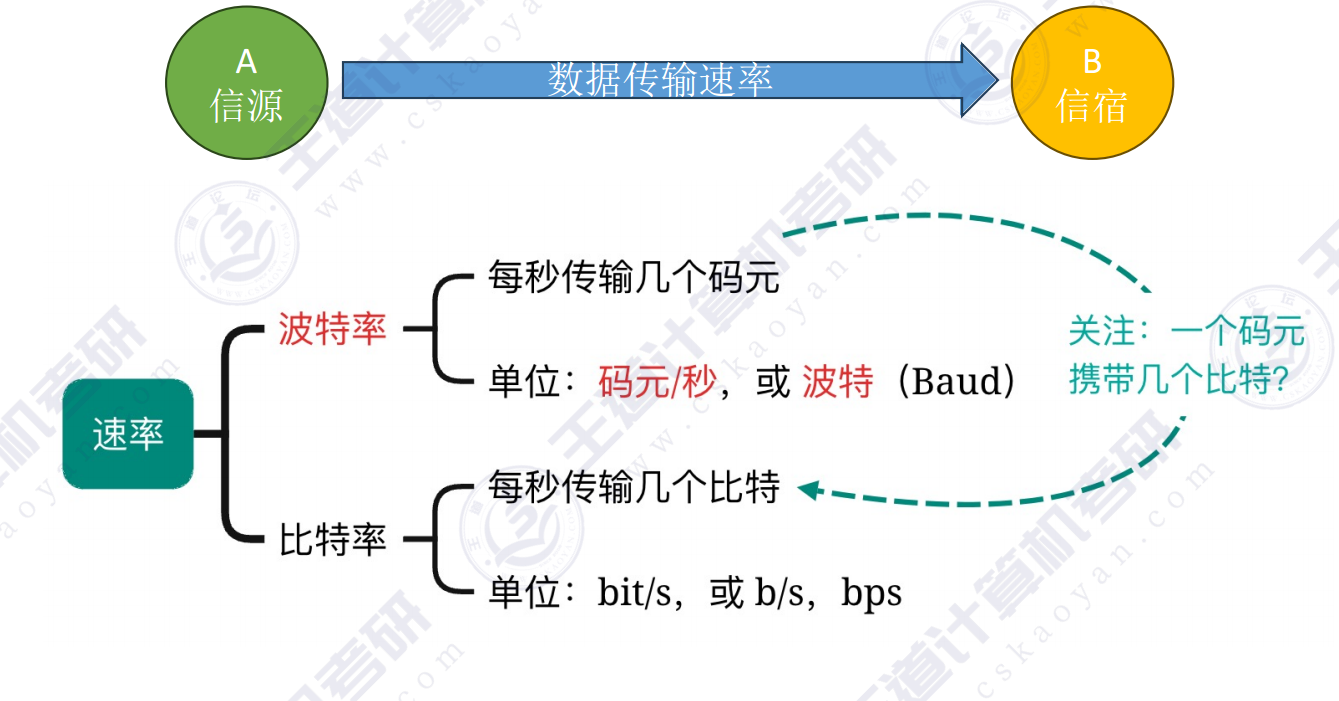 A
信源
数据传输速率
B
信宿
速率
波特率
每秒传输几个码元
单位：码元/秒，或 波特（Baud）
关注：一个码元
携带几个比特？
比特率
每秒传输几个比特
单位：bit/s，或 b/s，bps
王道计算机考研
www.cskaoyan.com